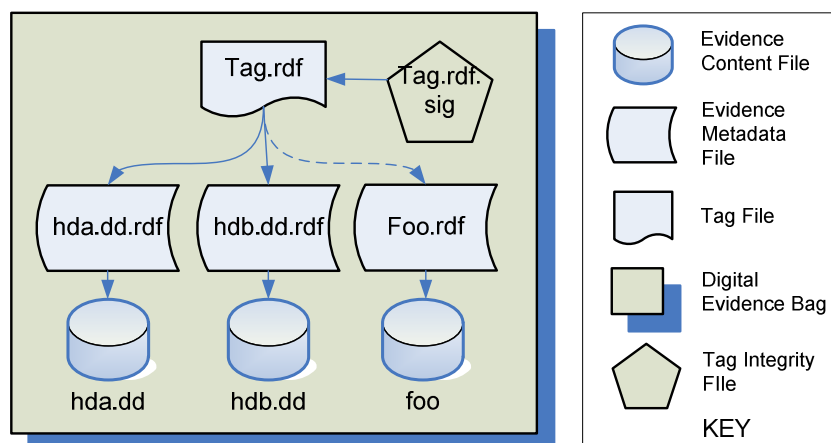 Tag.rdf
Tag.rdf.
sig
hda.dd.rdf
hdb.dd.rdf
Foo.rdf
hda.dd
hdb.dd
foo
Evidence
Content File
Evidence
Metadata
File
Tag File
Digital
Evidence Bag
Tag Integrity
FIle
KEY